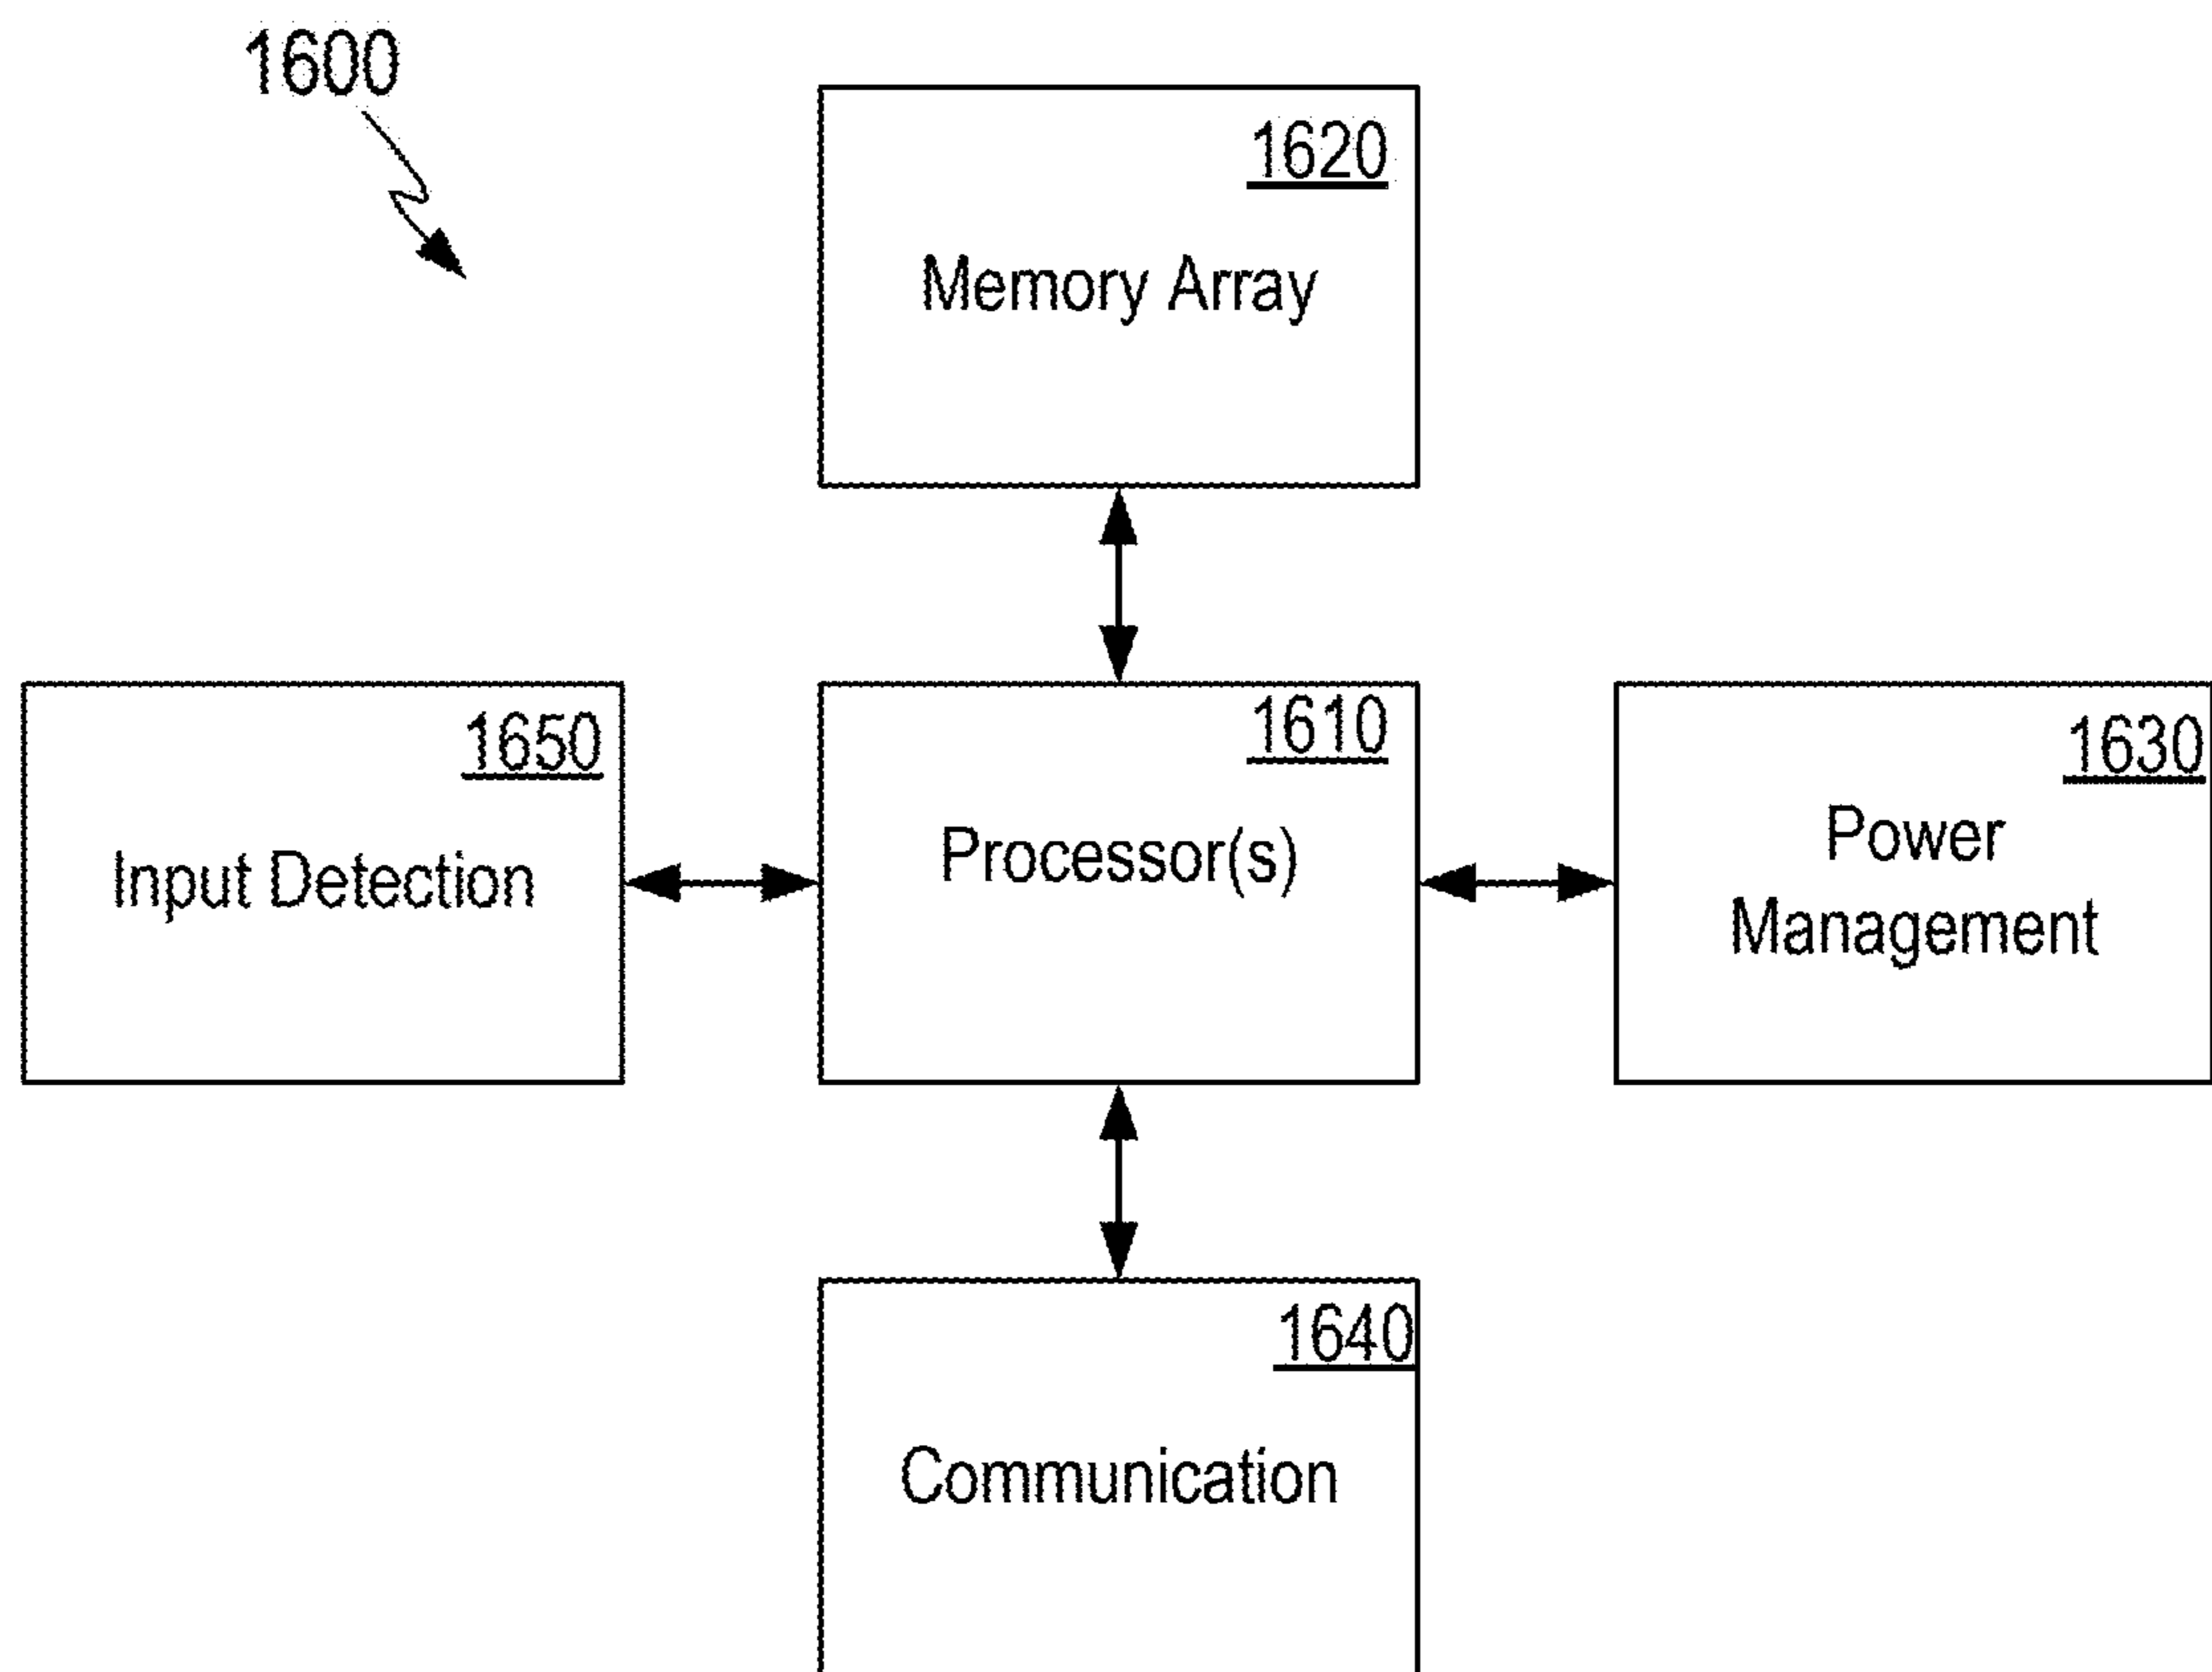 1600
1620
Memory Array
1650
Input Detection
1610
Processor(s)
1630
Power
Management
1640
Communication